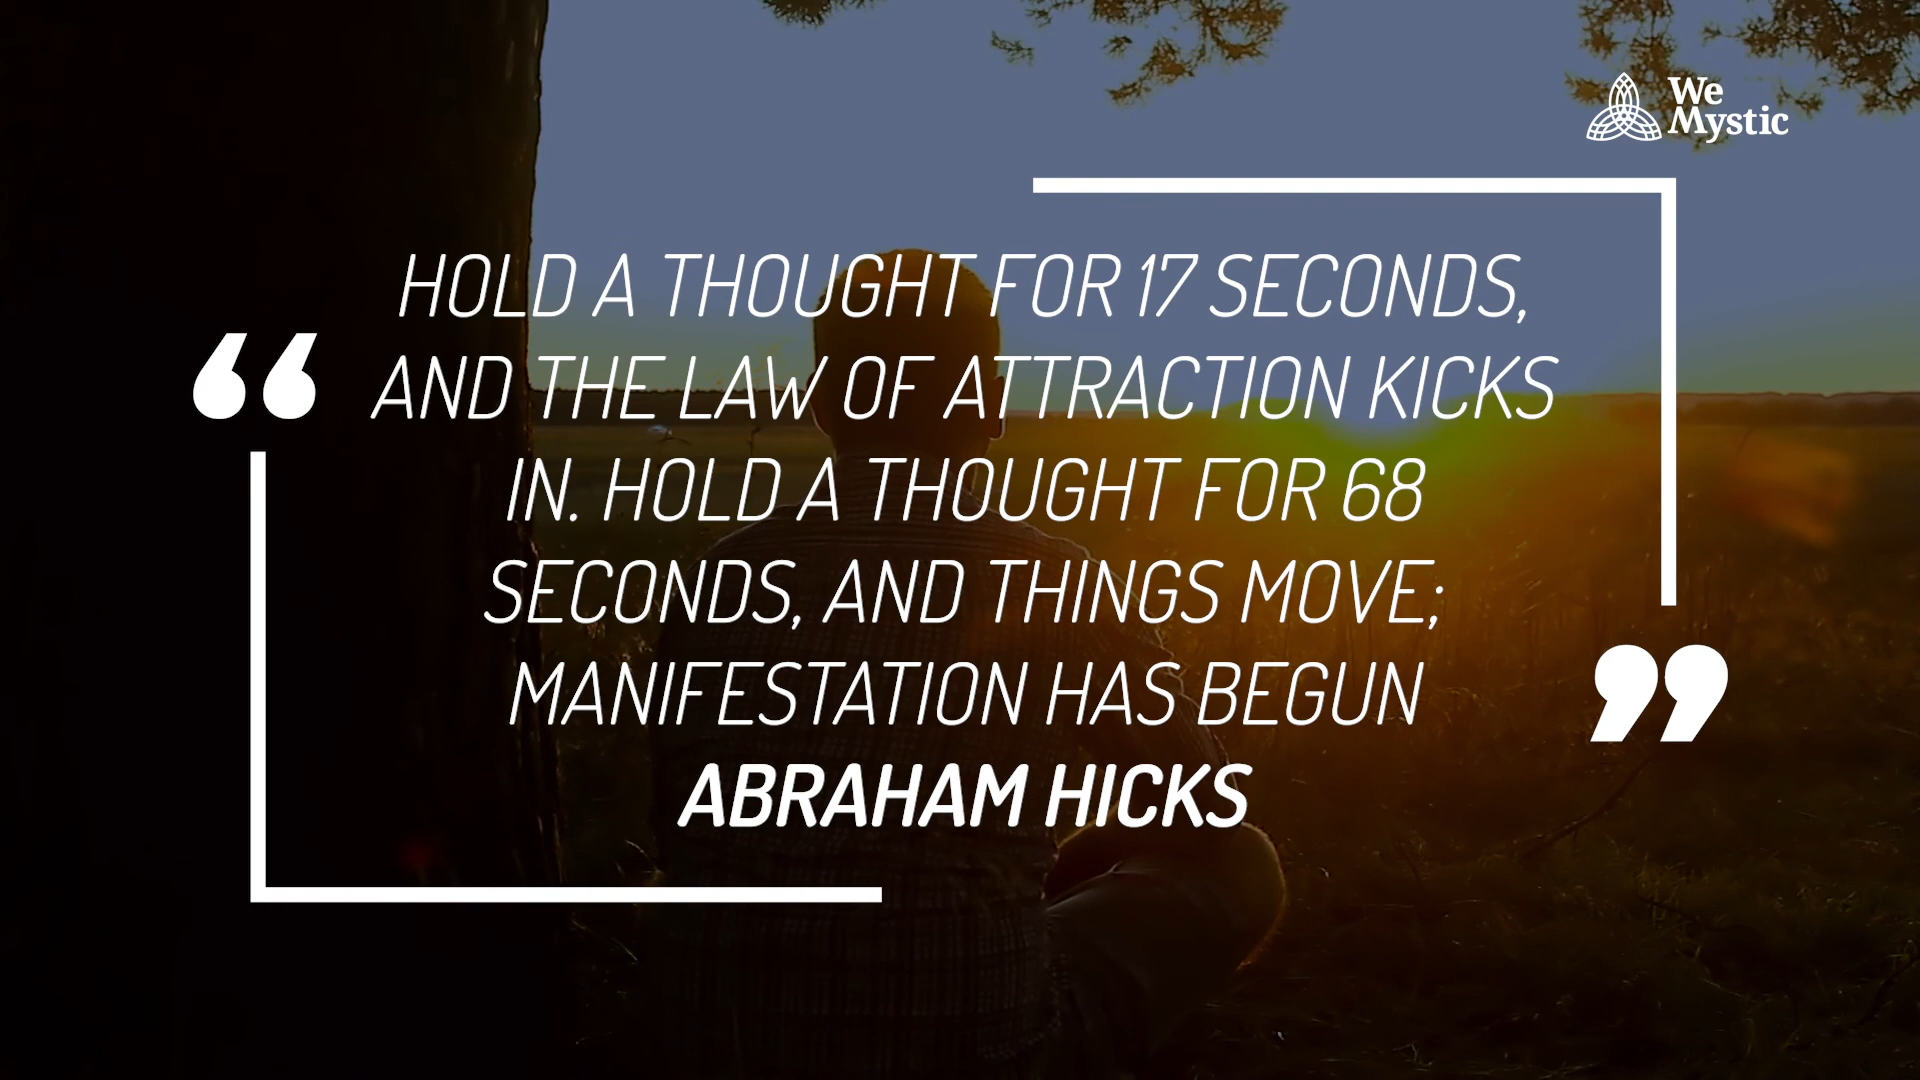 We
Mystic
“
HOLD A THOUGHT FOR 17 SECONDS,
AND THE LAW OF ATTRACTION KICKS
IN. HOLD A THOUGHT FOR 68
SECONDS, AND THINGS MOVE;
MANIFESTATION HAS BEGUN
”
ABRAHAM HICKS